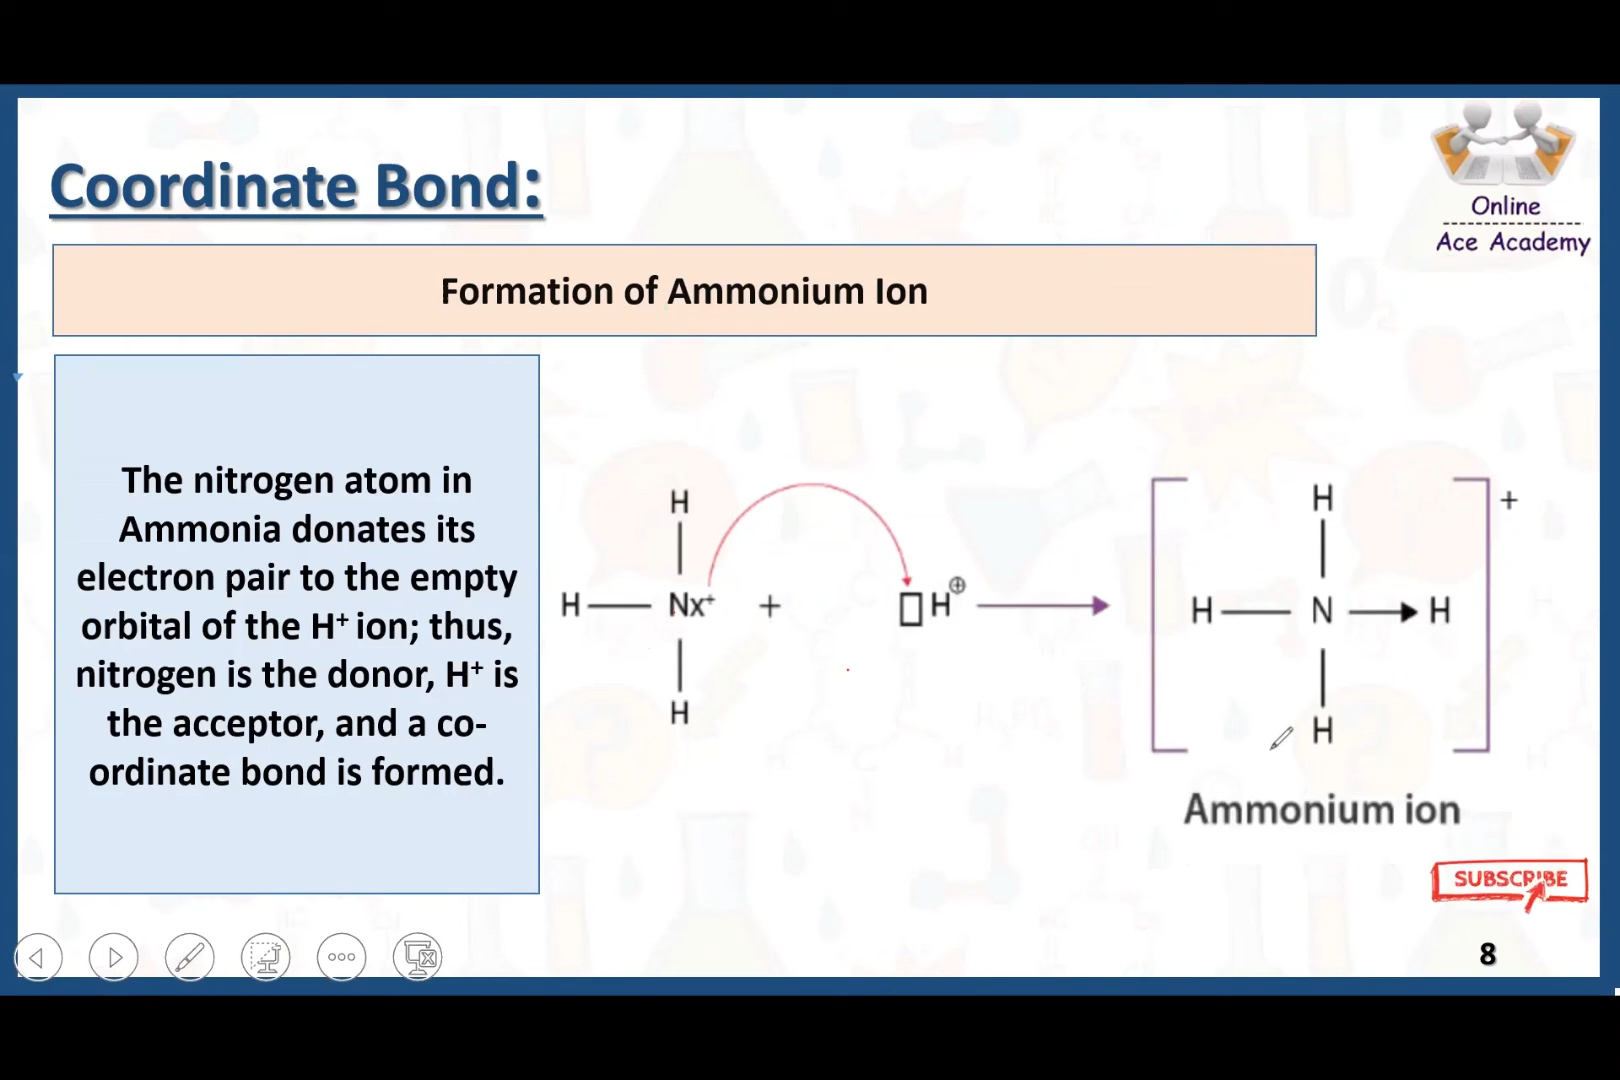 Coordinate Bond:
Online
Ace Academy
Formation of Ammonium Ion
The nitrogen atom in
Ammonia donates its
electron pair to the empty
orbital of the H⁺ ion; thus,
nitrogen is the donor, H⁺ is
the acceptor, and a co-
ordinate bond is formed.
H
H Nx⁺ + H⊕
H
H +
H N H
H
Ammonium ion
SUBSCRIBE
8